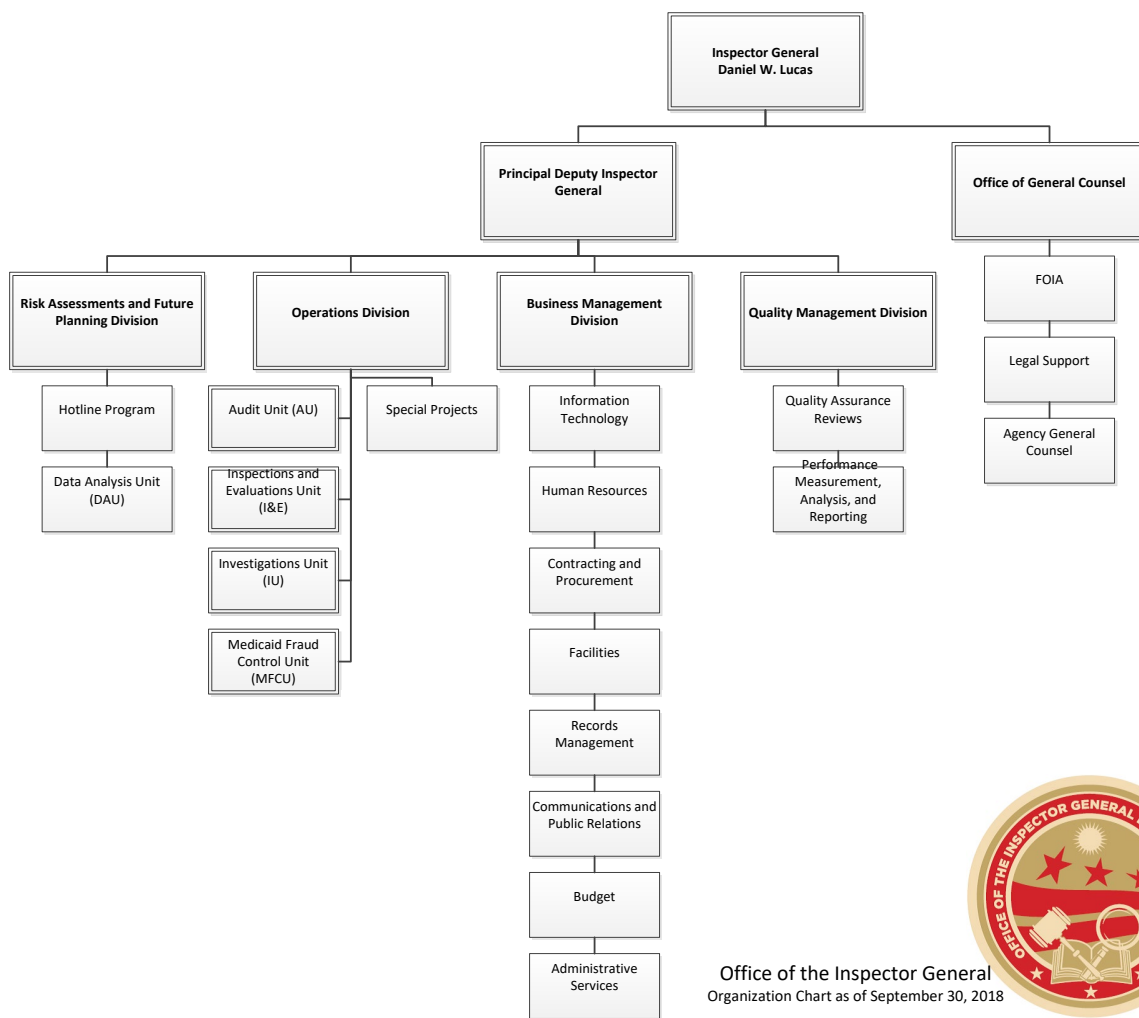 Inspector General
Daniel W. Lucas
Principal Deputy Inspector
General
Office of General Counsel
Risk Assessments and Future
Planning Division
Operations Division
Business Management
Division
Quality Management Division
FOIA
Legal Support
Agency General
Counsel
Hotline Program
Data Analysis Unit
(DAU)
Audit Unit (AU)
Special Projects
Inspections and
Evaluations Unit
(I&E)
Investigations Unit
(IU)
Medicaid Fraud
Control Unit
(MFCU)
Information
Technology
Human Resources
Contracting and
Procurement
Facilities
Records
Management
Communications and
Public Relations
Budget
Administrative
Services
Quality Assurance
Reviews
Performance
Measurement,
Analysis, and
Reporting
OFFICE OF THE INSPECTOR GENERAL
Office of the Inspector General
Organization Chart as of September 30, 2018